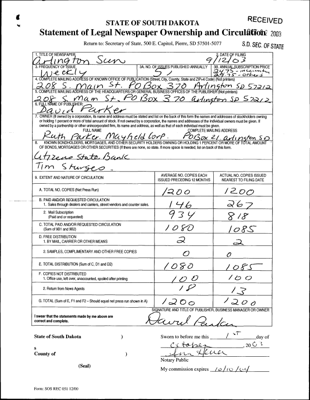 STATE OF SOUTH DAKOTA
RECEIVED
Statement of Legal Newspaper Ownership and Circulation
2003
Return to: Secretary of State, 500 E. Capitol, Pierre, SD 57501-5077
S.D. SEC. OF STATE
1. TITLE OF NEWSPAPER
2. DATE OF FILING
Arlington Sun
9/12/03
3. FREQUENCY OF ISSUE
3A. NO. OF ISSUES PUBLISHED ANNUALLY
3B. ANNUAL SUBSCRIPTION PRICE
Weekly
51
4. COMPLETE MAILING ADDRESS OF KNOWN OFFICE OF PUBLICATION (Street, City, County, State and ZIP+4 Code) (Not printers)
208 S. Main St. PO Box 370 Arlington SD 57212
5. COMPLETE MAILING ADDRESS OF THE HEADQUARTERS OR GENERAL BUSINESS OFFICES OF THE PUBLISHER (Not printers)
208 S. Main St. PO Box 370 Arlington SD 57212
6. FULL NAME OF PUBLISHER
David Parker
7. OWNER (If owned by a corporation, its name and address must be stated and also on the back of this form the names and addresses of stockholders owning
or holding 1 percent or more of total amount of stock. If not owned by a corporation, the names and addresses of the individual owners must be given. If
owned by a partnership or other unincorporated firm, its name and address, as well as that of each individual must be given.
FULL NAME
COMPLETE MAILING ADDRESS
Ruth Parker Mayfield Corp.
PO Box 21 Arlington SD
8. KNOWN BONDHOLDERS, MORTGAGEES, AND OTHER SECURITY HOLDERS OWNING OR HOLDING 1 PERCENT OR MORE OF TOTAL AMOUNT
OF BONDS, MORTGAGES OR OTHER SECURITIES (If there are none, so state. If more space is needed, list on back of this form.
Citizens State Bank
Tim Sturges
9. EXTENT AND NATURE OF CIRCULATION
AVERAGE NO. COPIES EACH
ISSUED PRECEDING 12 MONTHS
ACTUAL NO. COPIES ISSUED
NEAREST TO FILING DATE
A. TOTAL NO. COPIES (Net Press Run)
1200
1200
B. PAID AND/OR REQUESTED CIRCULATION
1. Sales through dealers and carriers, street vendors and counter sales.
146
267
2. Mail Subscription
(Paid and or requested)
934
818
C. TOTAL PAID AND/OR REQUESTED CIRCULATION
(Sum of 9B1 and 9B2)
1080
1085
D. FREE DISTRIBUTION
1. BY MAIL, CARRIER OR OTHER MEANS
2
2
2. SAMPLES, COMPLIMENTARY AND OTHER FREE COPIES
0
0
E. TOTAL DISTRIBUTION (Sum of C, D1 and D2)
1080
1085
F. COPIES NOT DISTRIBUTED
1. Office use, left over, unaccounted, spoiled after printing
100
100
2. Return from News Agents
18
13
G. TOTAL (Sum of E, F1 and F2 - Should equal net press run shown in A)
1200
1200
I swear that the statements made by me above are
correct and complete.
SIGNATURE AND TITLE OF PUBLISHER, BUSINESS MANAGER OR OWNER
David Parker
State of South Dakota )
Sworn to before me this 1st day of
October 2003
County of )
Notary Public
(Seal)
My commission expires 10/10/04
Form: SOS REC 051 1/2001